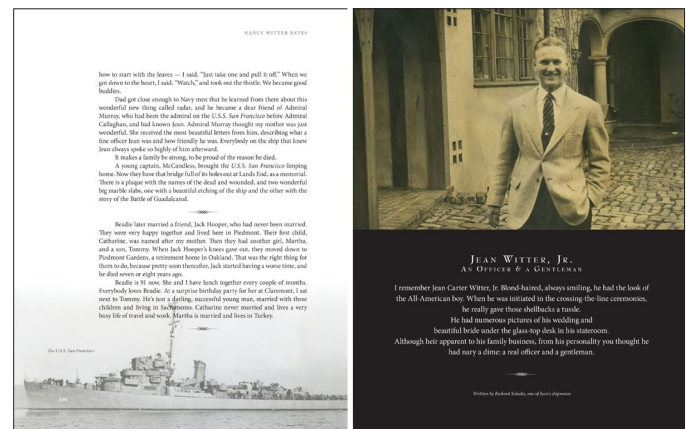 NANCY WITTER BATES
how to start with the leaves — I said, "Just take one and pull it off." When we
got down to the heart, I said, "Watch," and took out the thistle. We became good
buddies.
Dad got close enough to Navy men that he learned from them about this
wonderful new thing called radar, and he became a dear friend of Admiral
Murray, who had been the admiral on the U.S.S. San Francisco before Admiral
Callaghan, and had known Jean. Admiral Murray thought my mother was just
wonderful. She received the most beautiful letters from him, describing what a
fine officer Jean was and how friendly he was. Everybody on the ship that knew
Jean always spoke so highly of him afterward.
It makes a family be strong, to be proud of the reason he died.
A young captain, McCandless, brought the U.S.S. San Francisco limping
home. Now they have that bridge full of its holes out at Lands End, as a memorial.
There is a plaque with the names of the dead and wounded, and two wonderful
big marble slabs, one with a beautiful etching of the ship and the other with the
story of the Battle of Guadalcanal.
Beadie later married a friend, Jack Hooper, who had never been married.
They were very happy together and lived here in Piedmont. Their first child,
Catharine, was named after my mother. Then they had another girl, Martha,
and a son, Tommy. When Jack Hooper's knees gave out, they moved down to
Piedmont Gardens, a retirement home in Oakland. That was the right thing for
them to do, because pretty soon thereafter, Jack started having a worse time, and
he died seven or eight years ago.
Beadie is 91 now. She and I have lunch together every couple of months.
Everybody loves Beadie. At a surprise birthday party for her at Claremont, I sat
next to Tommy. He's just a darling, successful young man, married with three
children and living in Sacramento. Catharine never married and lives a very
busy life of travel and work. Martha is married and lives in Turkey.
The U.S.S. San Francisco
JEAN WITTER, JR.
AN OFFICER & A GENTLEMAN
I remember Jean Carter Witter, Jr. Blond-haired, always smiling, he had the look of
the All-American boy. When he was initiated in the crossing-the-line ceremonies,
he really gave those shellbacks a tussle.
He had numerous pictures of his wedding and
beautiful bride under the glass-top desk in his stateroom.
Although heir apparent to his family business, from his personality you thought he
had nary a dime: a real officer and a gentleman.
Written by Richard Schultz, one of Jean's shipmates